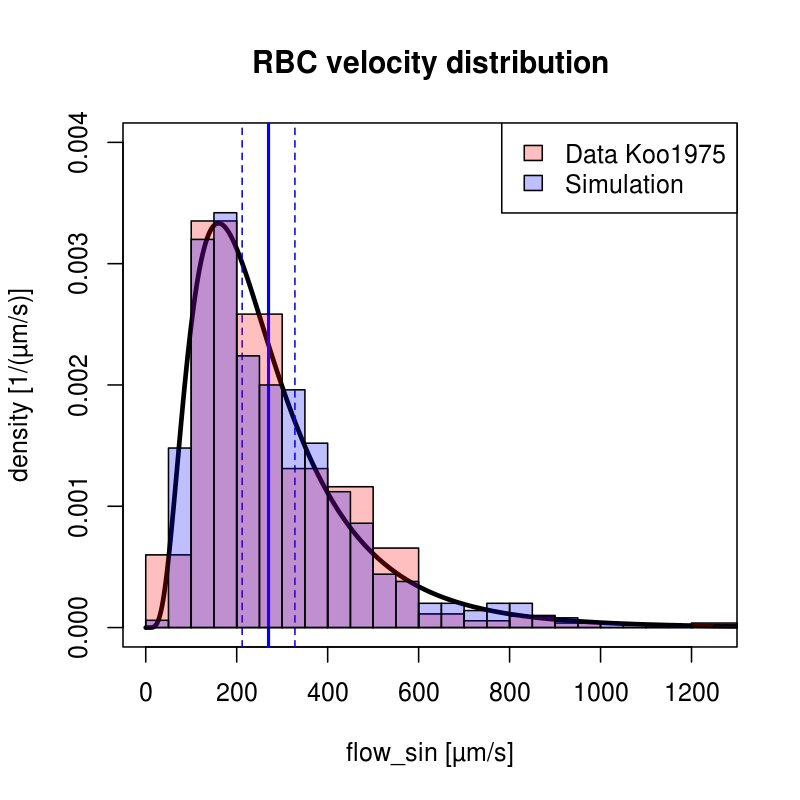 RBC velocity distribution
Data Koo1975
Simulation
density [1/(µm/s)]
0.004
0.003
0.002
0.001
0.000
0 200 400 600 800 1000 1200
flow_sin [µm/s]